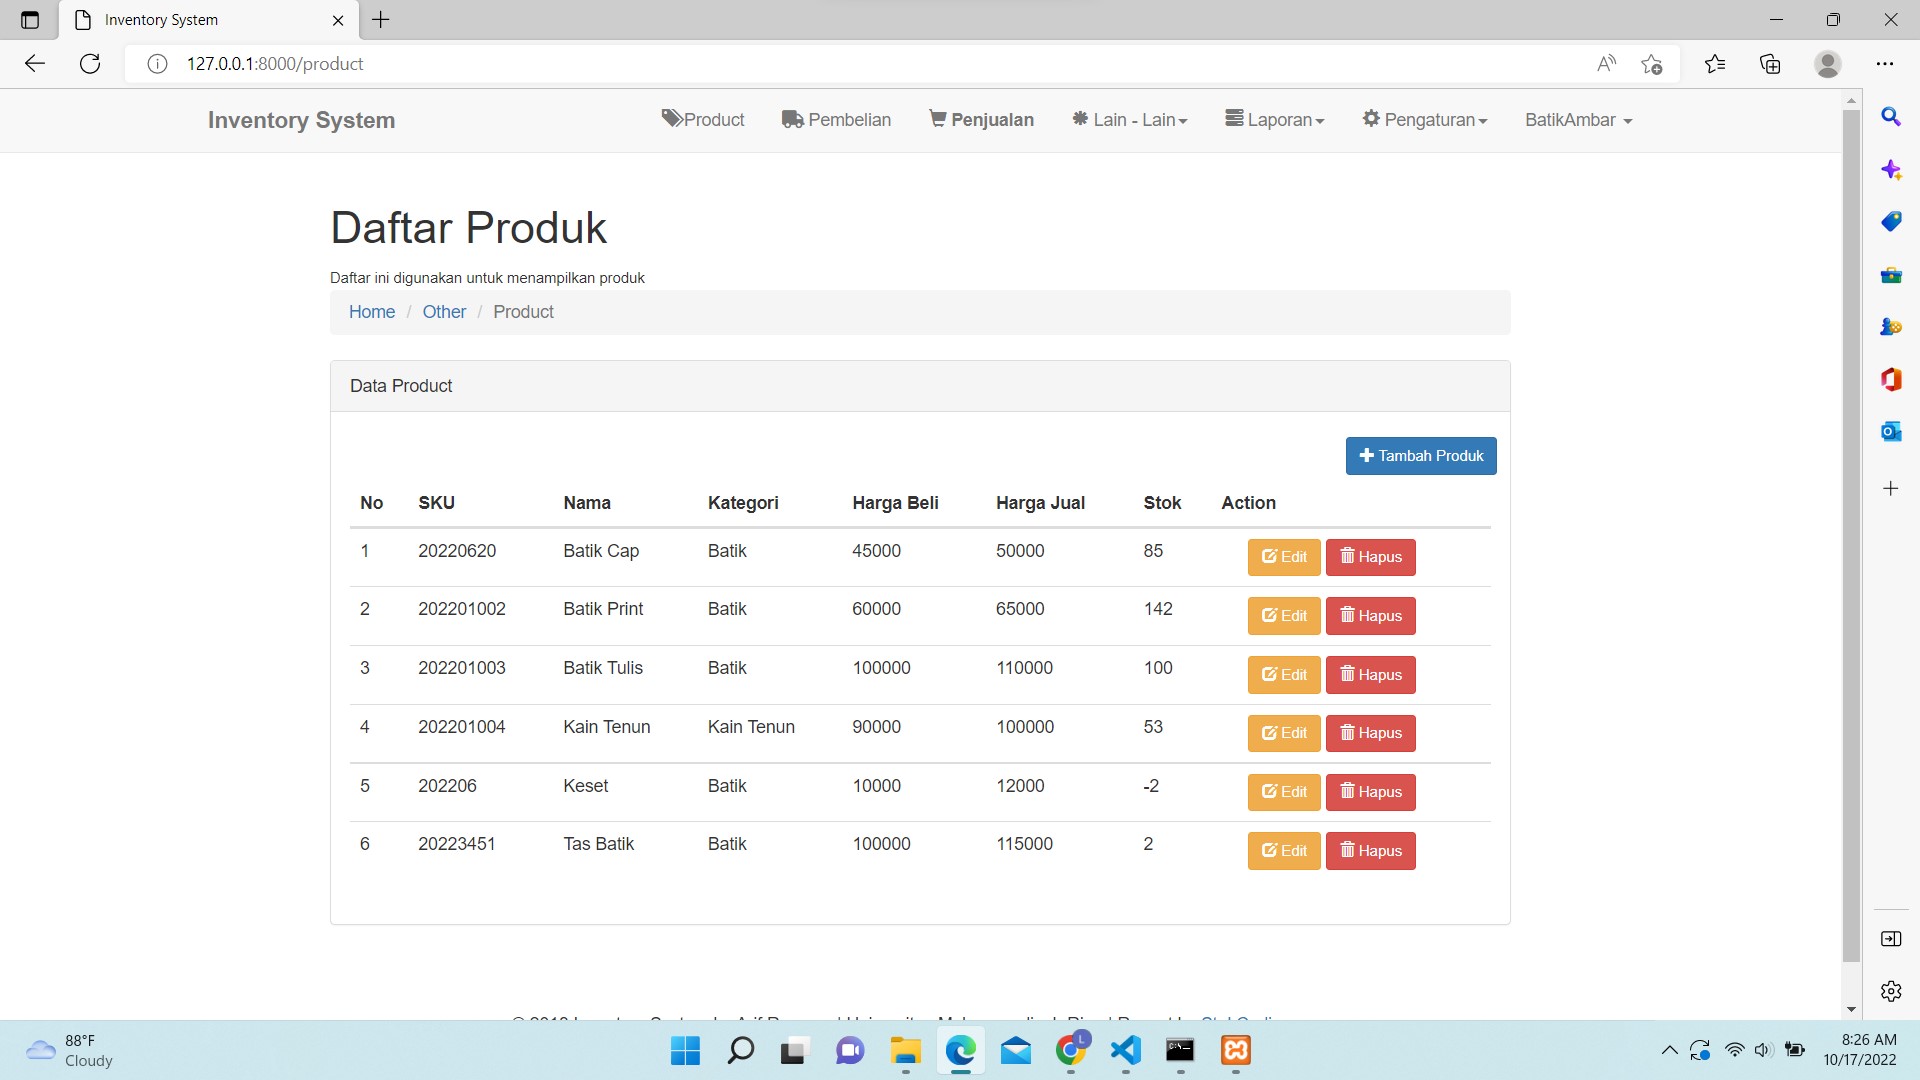 Inventory System
127.0.0.1:8000/product
Inventory System Product Pembelian Penjualan Lain - Lain Laporan Pengaturan BatikAmbar
Daftar Produk
Daftar ini digunakan untuk menampilkan produk
Home / Other / Product
Data Product
Tambah Produk
No SKU Nama Kategori Harga Beli Harga Jual Stok Action
1 20220620 Batik Cap Batik 45000 50000 85 Edit Hapus
2 202201002 Batik Print Batik 60000 65000 142 Edit Hapus
3 202201003 Batik Tulis Batik 100000 110000 100 Edit Hapus
4 202201004 Kain Tenun Kain Tenun 90000 100000 53 Edit Hapus
5 202206 Keset Batik 10000 12000 -2 Edit Hapus
6 20223451 Tas Batik Batik 100000 115000 2 Edit Hapus
88°F
Cloudy
8:26 AM
10/17/2022